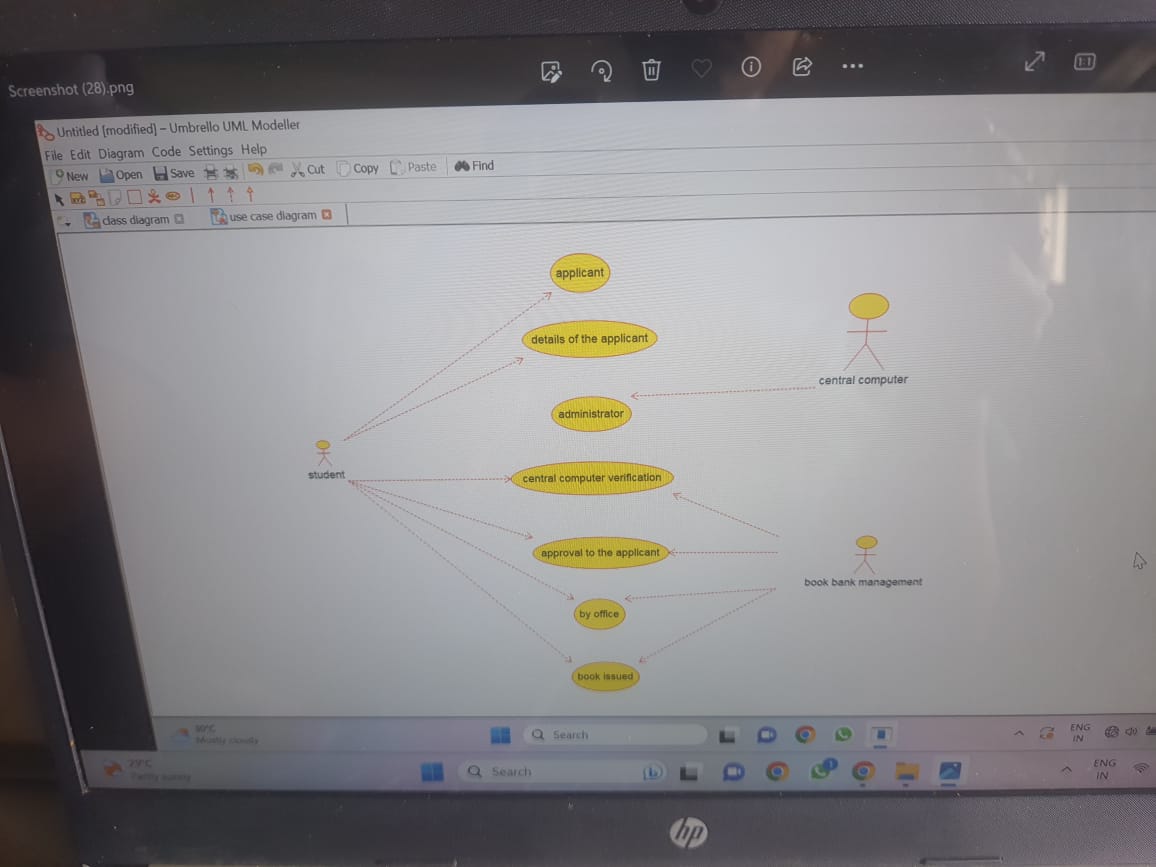 Screenshot (28).png
1:1
Untitled [modified] – Umbrello UML Modeller
File Edit Diagram Code Settings Help
New Open Save Cut Copy Paste Find
class diagram use case diagram
applicant
details of the applicant
central computer
administrator
student
central computer verification
approval to the applicant
book bank management
by office
book issued
Mostly cloudy
Search
ENG
IN
29°C
Partly sunny
Search
1
ENG
IN
hp